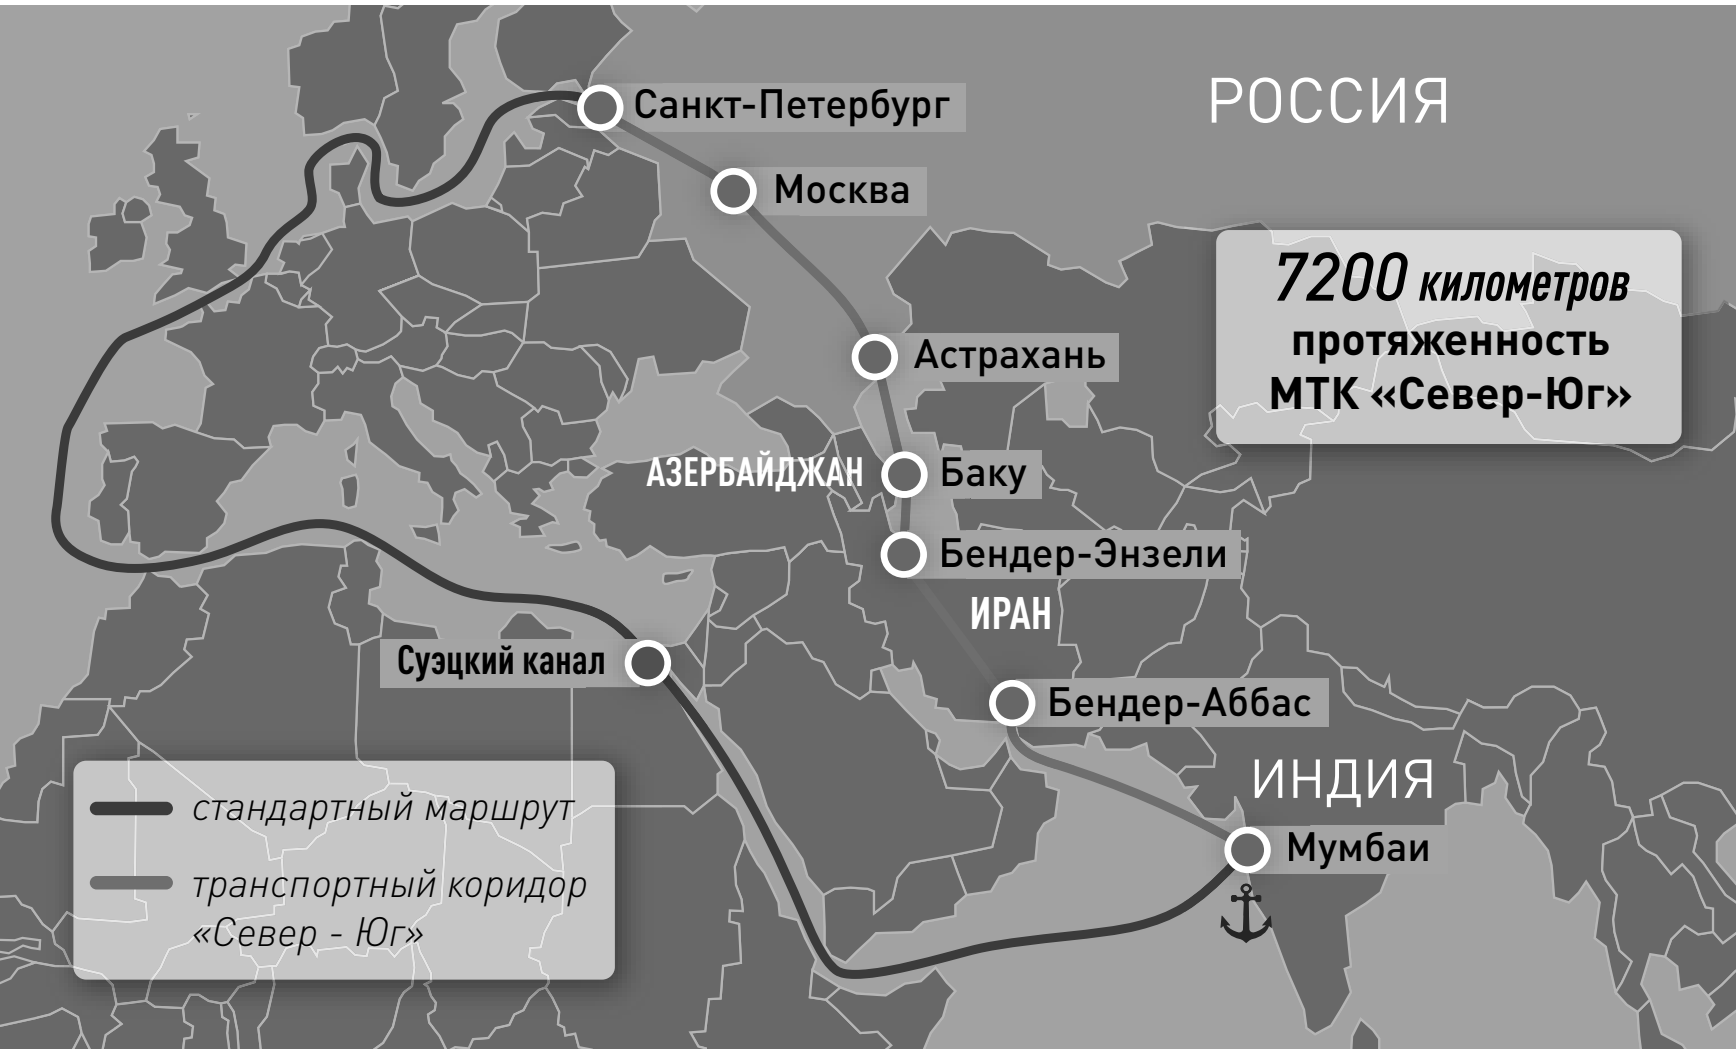 Санкт-Петербург
РОССИЯ
Москва
7200 километров
протяженность
МТК «Север-Юг»
Астрахань
АЗЕРБАЙДЖАН
Баку
Бендер-Энзели
ИРАН
Суэцкий канал
Бендер-Аббас
ИНДИЯ
Мумбаи
стандартный маршрут
транспортный коридор
«Север - Юг»